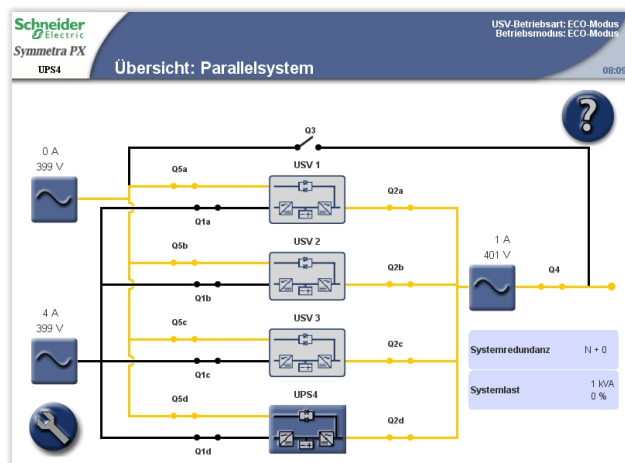 Schneider
Electric
Symmetra PX
UPS4
Übersicht: Parallelsystem
USV-Betriebsart: ECO-Modus
Betriebsmodus: ECO-Modus
08:09
?
Q3
0 A
399 V
Q5a
USV 1
Q2a
Q1a
Q5b
USV 2
Q2b
Q1b
1 A
401 V
Q4
4 A
399 V
Q5c
USV 3
Q2c
Q1c
Systemredundanz N + 0
Systemlast 1 kVA
0 %
Q5d
UPS4
Q2d
Q1d